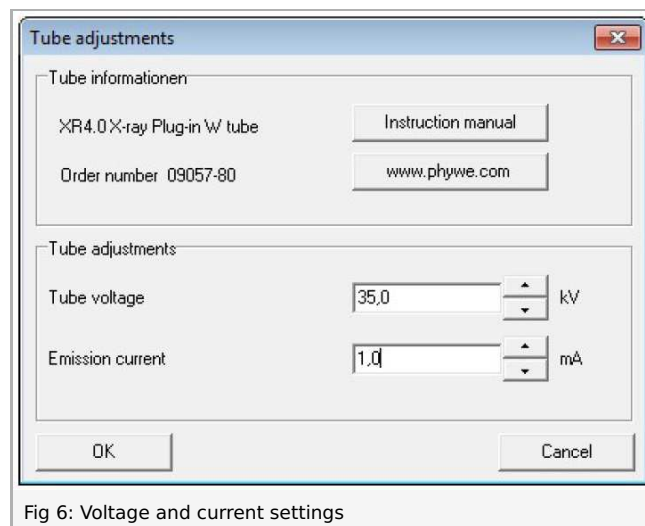 Tube adjustments
Tube informationen
XR4.0 X-ray Plug-in W tube
Instruction manual
Order number 09057-80
www.phywe.com
Tube adjustments
Tube voltage
35,0
kV
Emission current
1,0
mA
OK
Cancel
Fig 6: Voltage and current settings